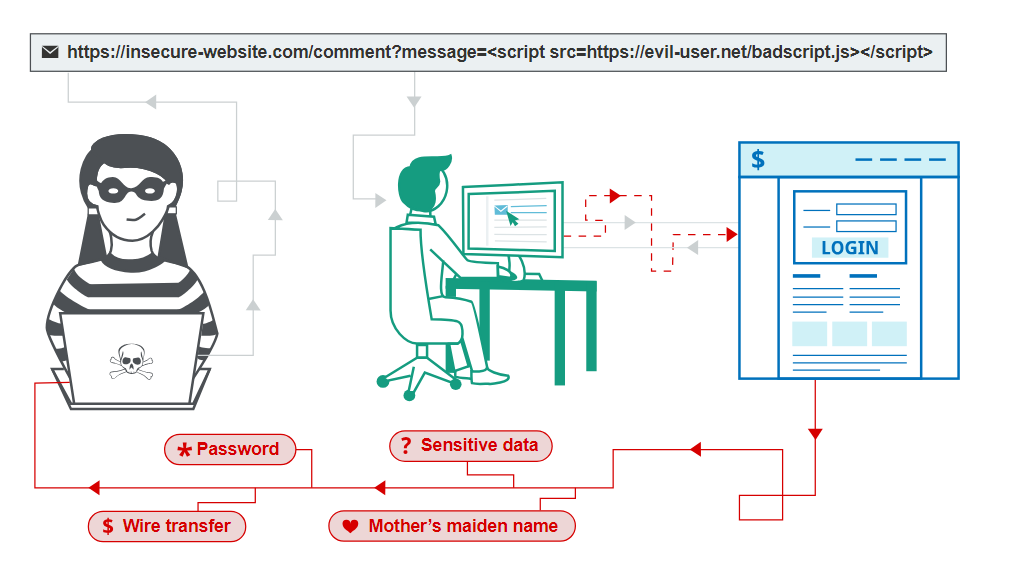 https://insecure-website.com/comment?message=<script src=https://evil-user.net/badscript.js></script>
$
LOGIN
* Password
? Sensitive data
$ Wire transfer
♥ Mother’s maiden name